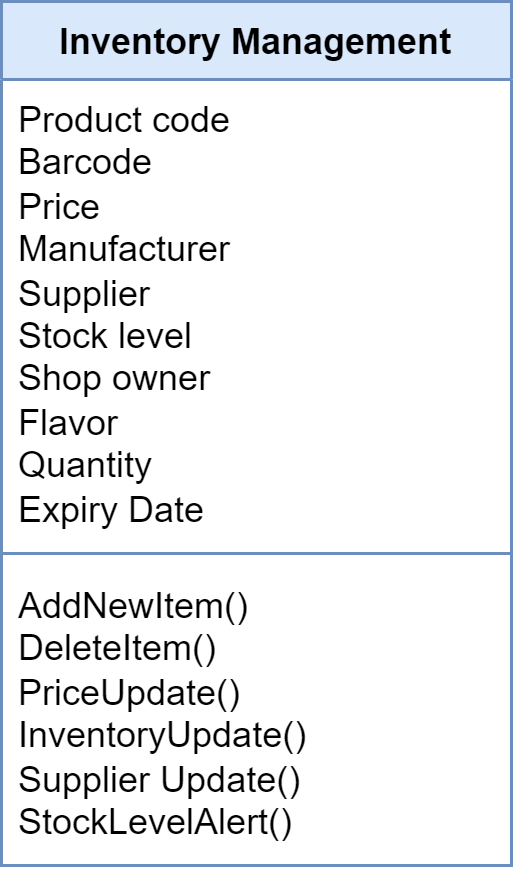 Inventory Management
Product code
Barcode
Price
Manufacturer
Supplier
Stock level
Shop owner
Flavor
Quantity
Expiry Date
AddNewItem()
DeleteItem()
PriceUpdate()
InventoryUpdate()
Supplier Update()
StockLevelAlert()